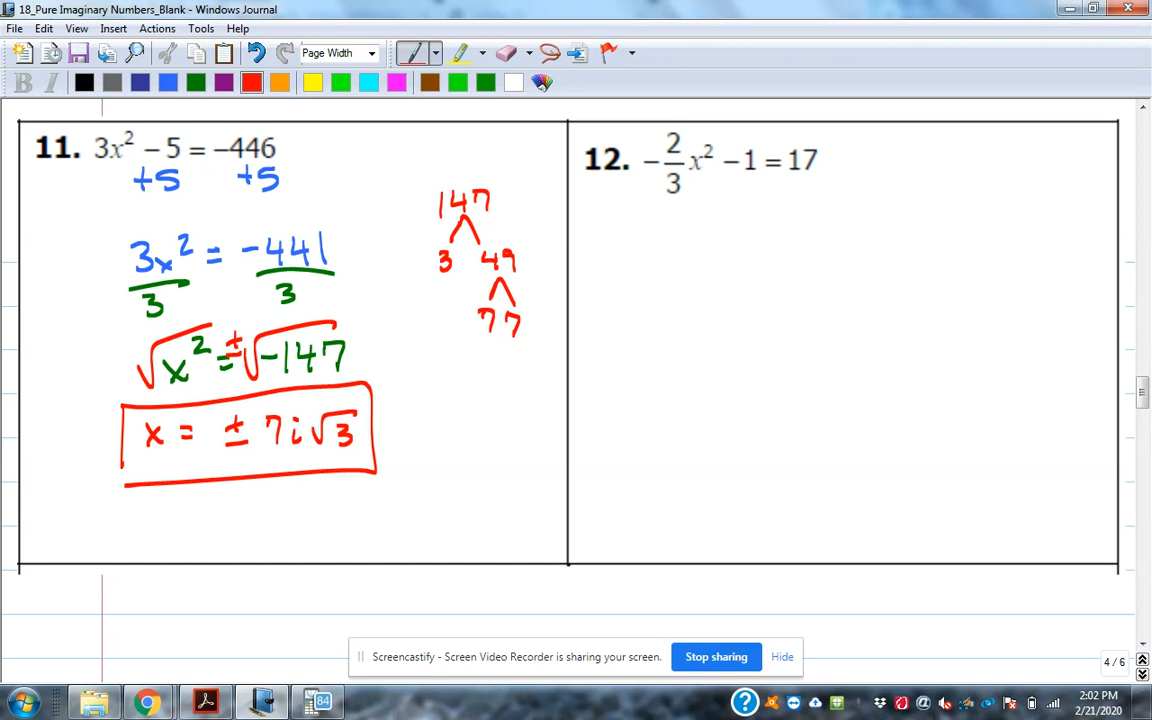 18_Pure Imaginary Numbers_Blank - Windows Journal
File Edit View Insert Actions Tools Help
Page Width
B I
11. 3x² − 5 = −446
+5 +5
3x² = -441
3 3
√x² = ±√-147
x = ± 7i√3
147
3 49
7 7
12. −2/3x² − 1 = 17
Screencastify - Screen Video Recorder is sharing your screen. Stop sharing Hide
4 / 6
84
2:02 PM
2/21/2020